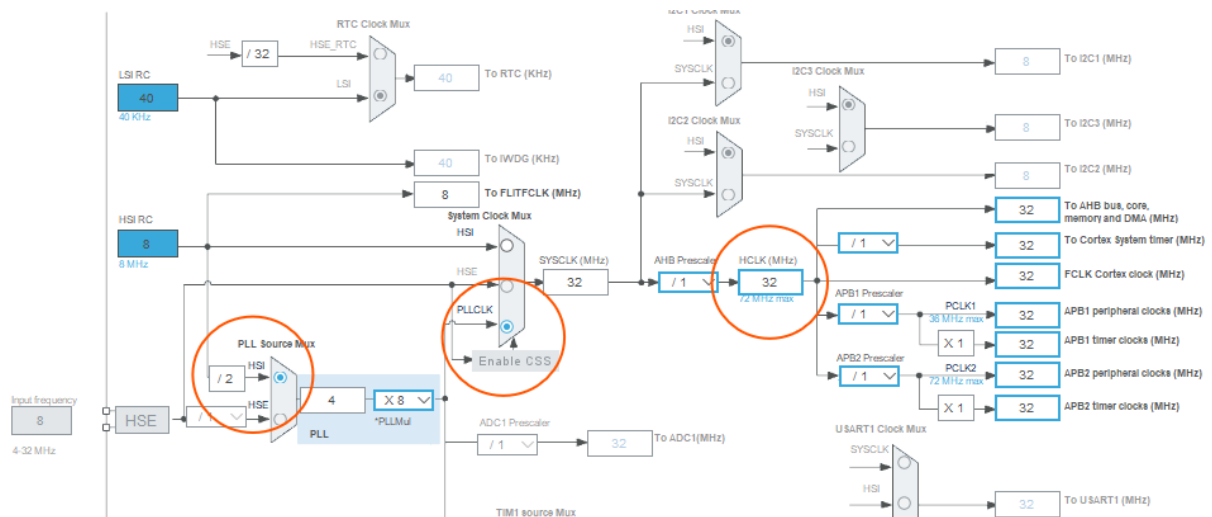 I2C1 Clock Mux
RTC Clock Mux
HSI
HSE
/ 32
HSE_RTC
LSI RC
40
To RTC (KHz)
SYSCLK
I2C3 Clock Mux
8
To I2C1 (MHz)
40
LSI
HSI
40 KHz
I2C2 Clock Mux
SYSCLK
8
To I2C3 (MHz)
HSI
40
To IWDG (KHz)
SYSCLK
8
To I2C2 (MHz)
8
To FLITFCLK (MHz)
HSI RC
System Clock Mux
32
To AHB bus, core,
memory and DMA (MHz)
HSI
8
/ 1
32
To Cortex System timer (MHz)
8 MHz
SYSCLK (MHz)
AHB Prescaler
HCLK (MHz)
HSE
32
/ 1
32
32
FCLK Cortex clock (MHz)
72 MHz max
APB1 Prescaler
PCLK1
PLLCLK
/ 1
36 MHz max
32
APB1 peripheral clocks (MHz)
PLL Source Mux
X 1
32
APB1 timer clocks (MHz)
Enable CSS
APB2 Prescaler
PCLK2
HSI
/ 2
/ 1
72 MHz max
32
APB2 peripheral clocks (MHz)
Input frequency
4
X 8
X 1
32
APB2 timer clocks (MHz)
8
HSE
/ 1
HSE
*PLLMul
ADC1 Prescaler
USART1 Clock Mux
PLL
/ 1
32
To ADC1(MHz)
SYSCLK
4-32 MHz
HSI
32
To USART1 (MHz)
TIM1 source Mux